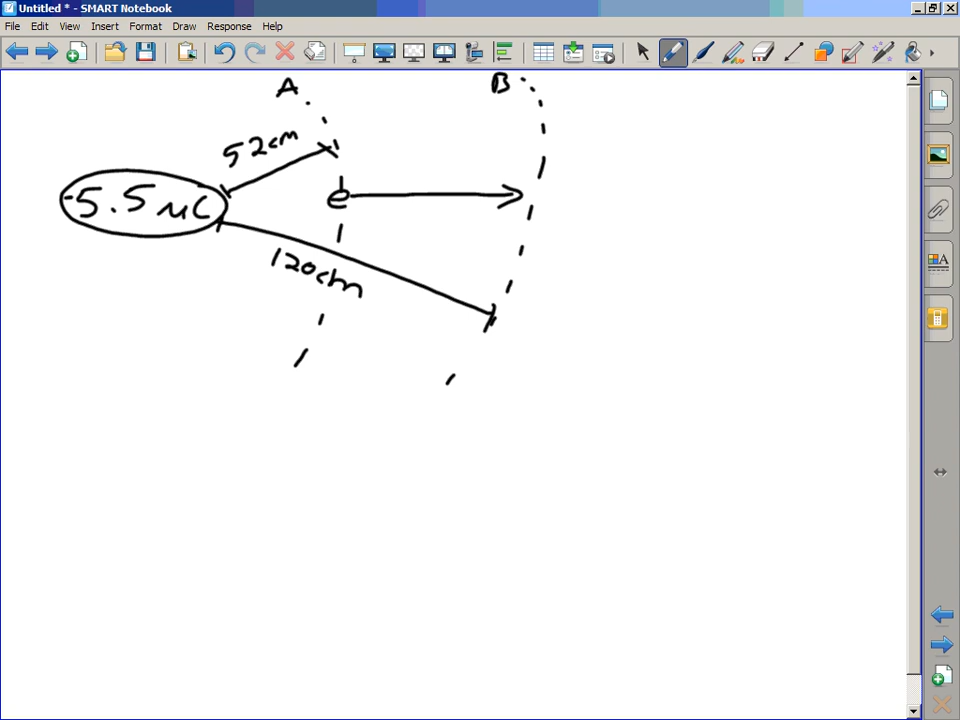 Untitled * - SMART Notebook
File Edit View Insert Format Draw Response Help
A
B
52cm
-5.5 μC
e
120cm